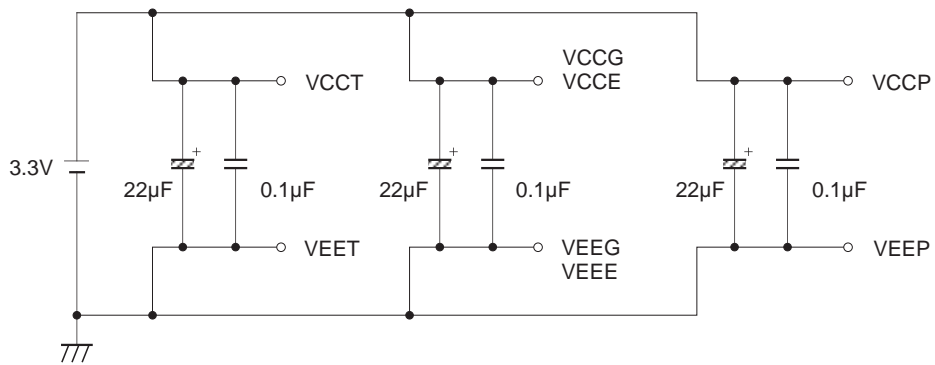 VCCT
VCCG
VCCE
VCCP
3.3V
+
+
+
22μF
0.1μF
22μF
0.1μF
22μF
0.1μF
VEET
VEEG
VEEE
VEEP